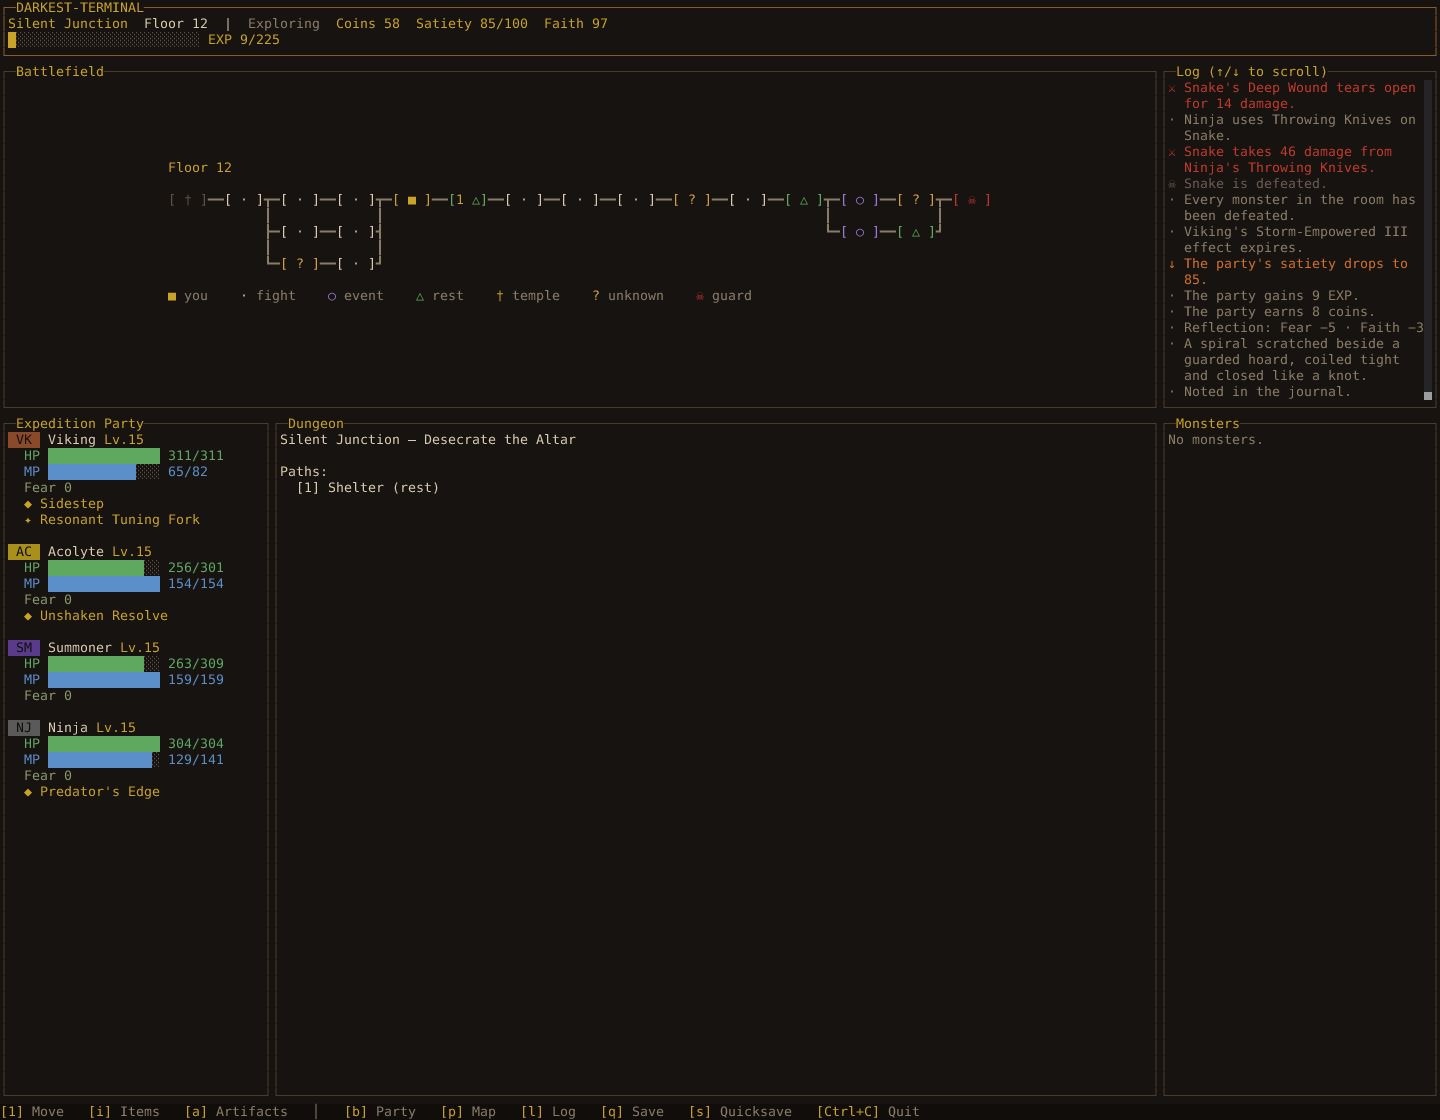 DARKEST-TERMINAL
Silent Junction  Floor 12  |  Exploring  Coins 58  Satiety 85/100  Faith 97
EXP 9/225
Battlefield
Floor 12
[ † ]──[ · ]┬─[ · ]──[ · ]┬─[ ■ ]──[1 △]──[ · ]──[ · ]──[ · ]──[ ? ]──[ · ]──[ △ ]┬─[ ○ ]──[ ? ]┬─[ ☠ ]
├─[ · ]──[ · ]┤ └─[ ○ ]──[ △ ]┘
└─[ ? ]──[ · ]┘
■ you  · fight  ○ event  △ rest  † temple  ? unknown  ☠ guard
Log (↑/↓ to scroll)
⚔ Snake's Deep Wound tears open
for 14 damage.
· Ninja uses Throwing Knives on
Snake.
⚔ Snake takes 46 damage from
Ninja's Throwing Knives.
☠ Snake is defeated.
· Every monster in the room has
been defeated.
· Viking's Storm-Empowered III
effect expires.
↓ The party's satiety drops to
85.
· The party gains 9 EXP.
· The party earns 8 coins.
· Reflection: Fear −5 · Faith −3
· A spiral scratched beside a
guarded hoard, coiled tight
and closed like a knot.
· Noted in the journal.
Expedition Party
VK Viking Lv.15
HP 311/311
MP 65/82
Fear 0
◆ Sidestep
✦ Resonant Tuning Fork
AC Acolyte Lv.15
HP 256/301
MP 154/154
Fear 0
◆ Unshaken Resolve
SM Summoner Lv.15
HP 263/309
MP 159/159
Fear 0
NJ Ninja Lv.15
HP 304/304
MP 129/141
Fear 0
◆ Predator's Edge
Dungeon
Silent Junction — Desecrate the Altar
Paths:
[1] Shelter (rest)
Monsters
No monsters.
[1] Move  [i] Items  [a] Artifacts  │  [b] Party  [p] Map  [l] Log  [q] Save  [s] Quicksave  [Ctrl+C] Quit